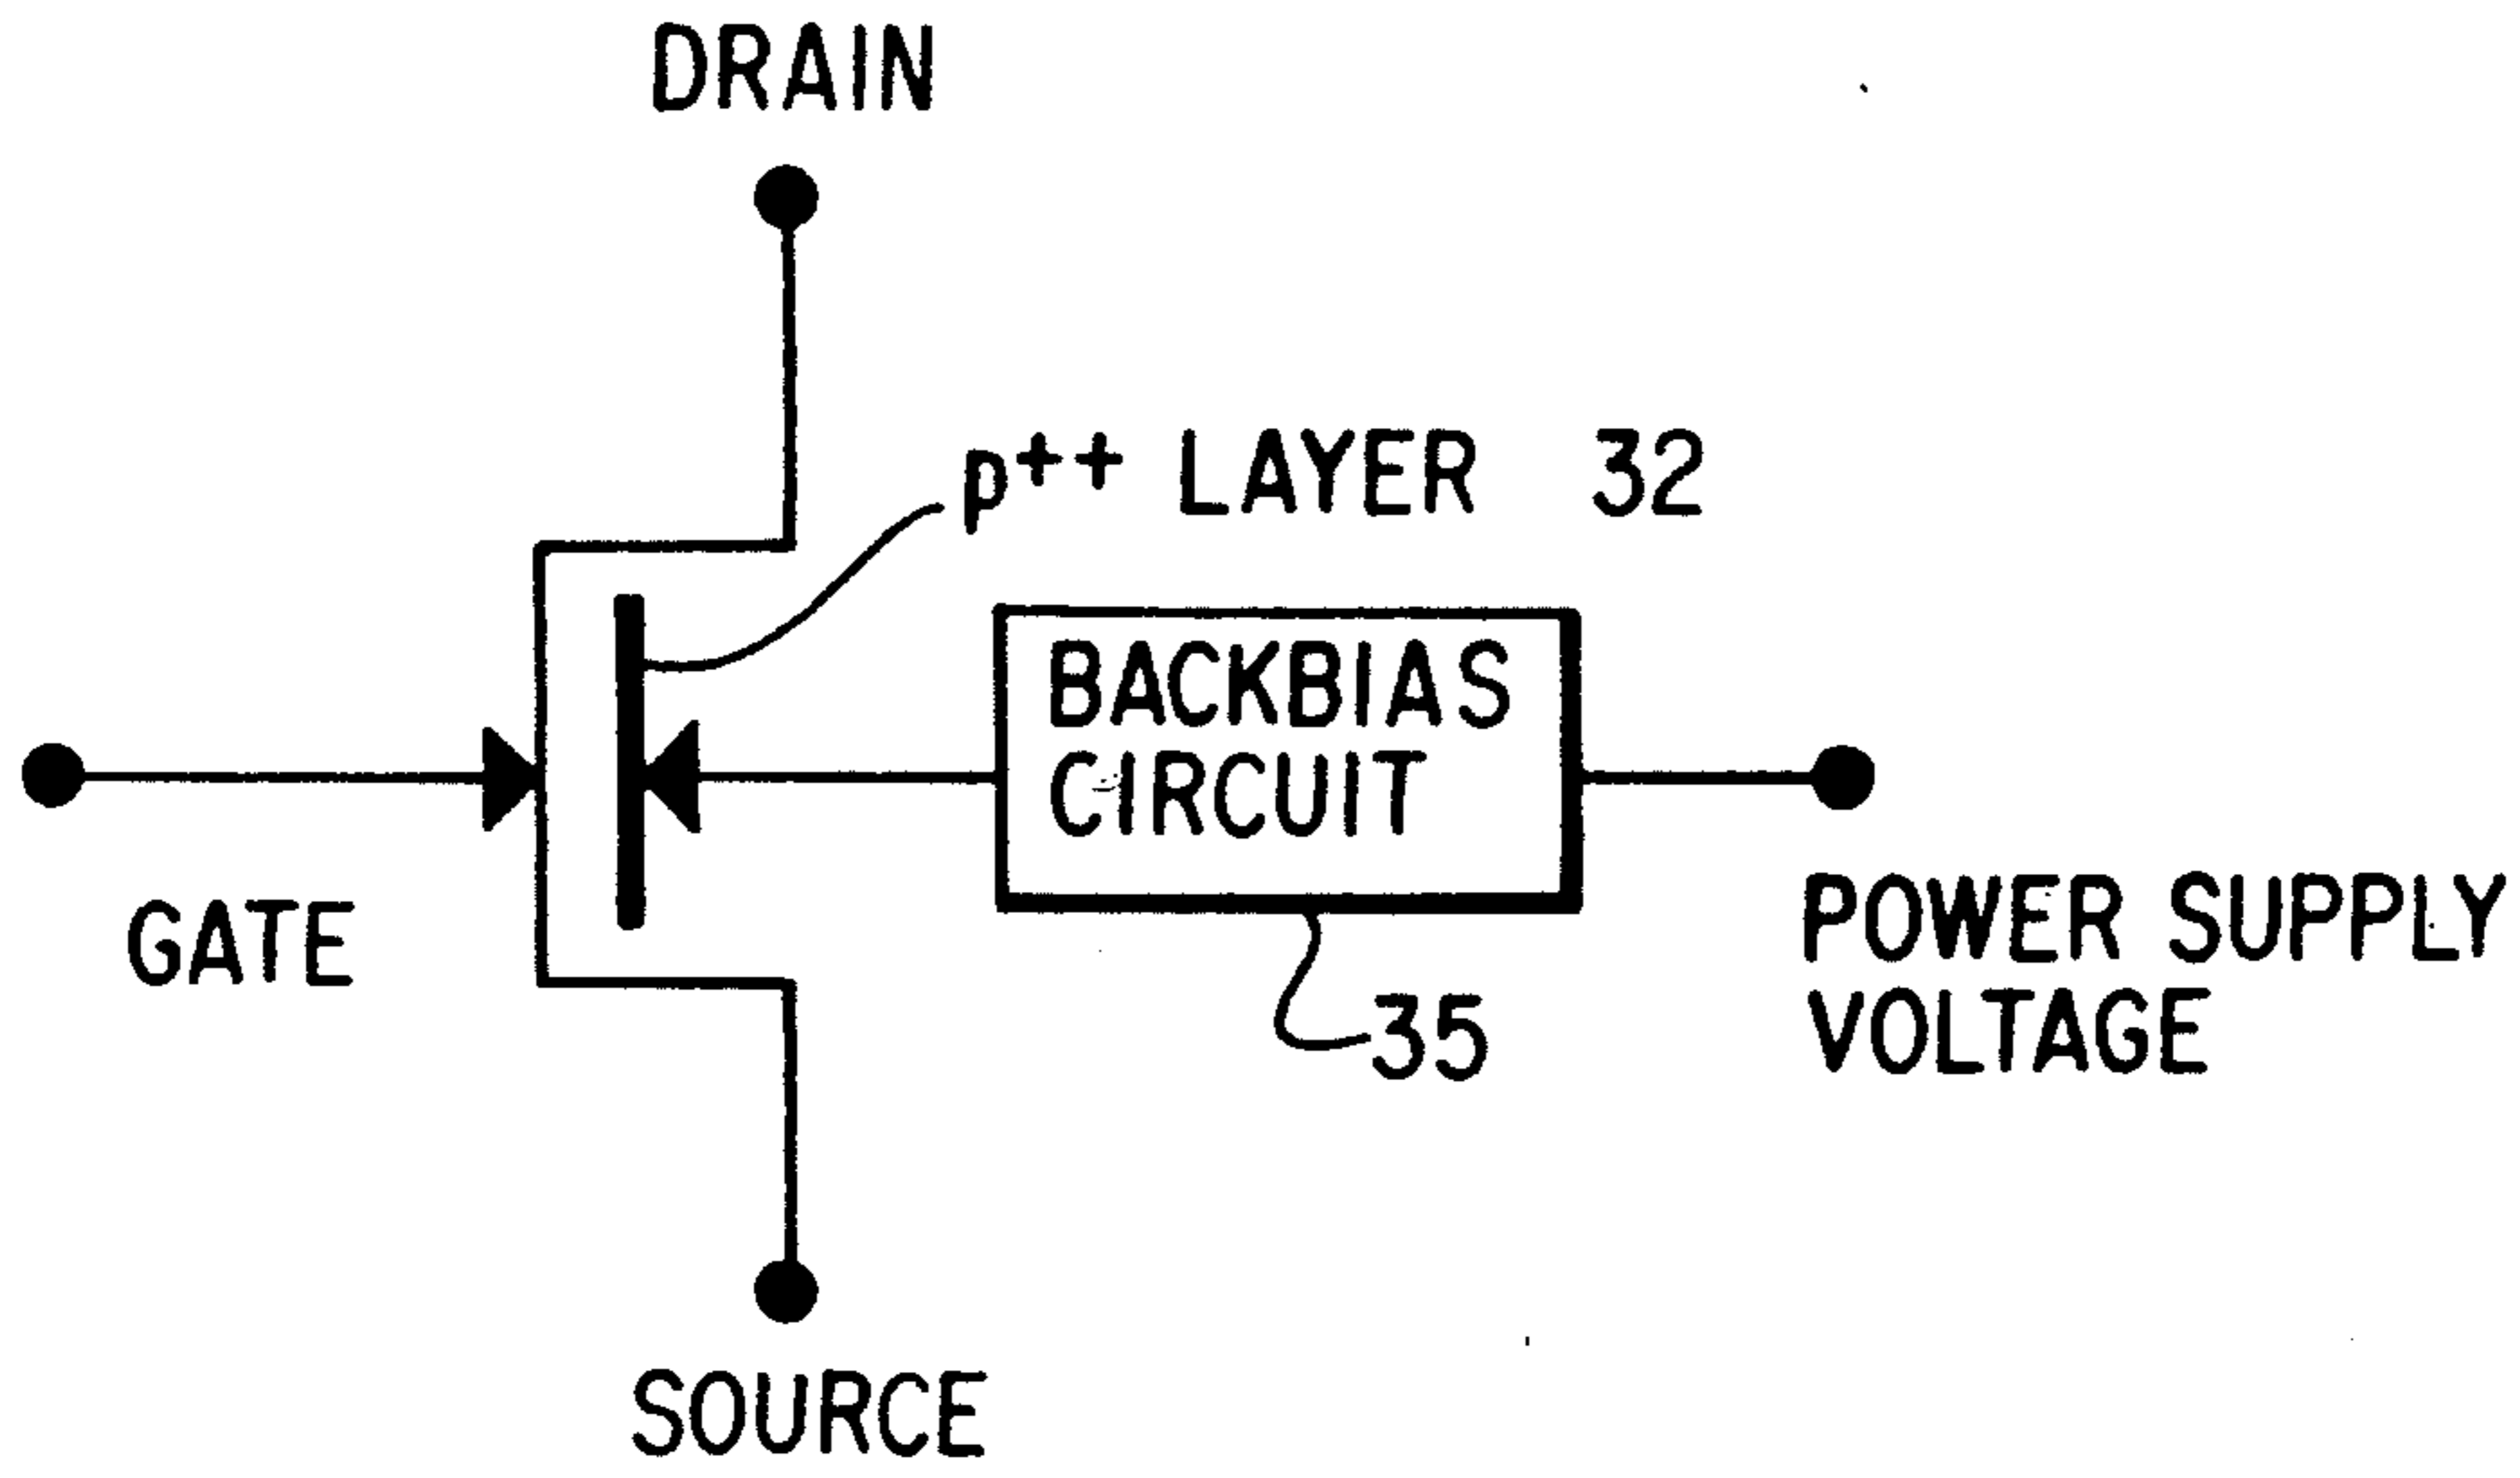 DRAIN
p++ LAYER 32
BACKBIAS
CIRCUIT
GATE
POWER SUPPLY
VOLTAGE
35
SOURCE